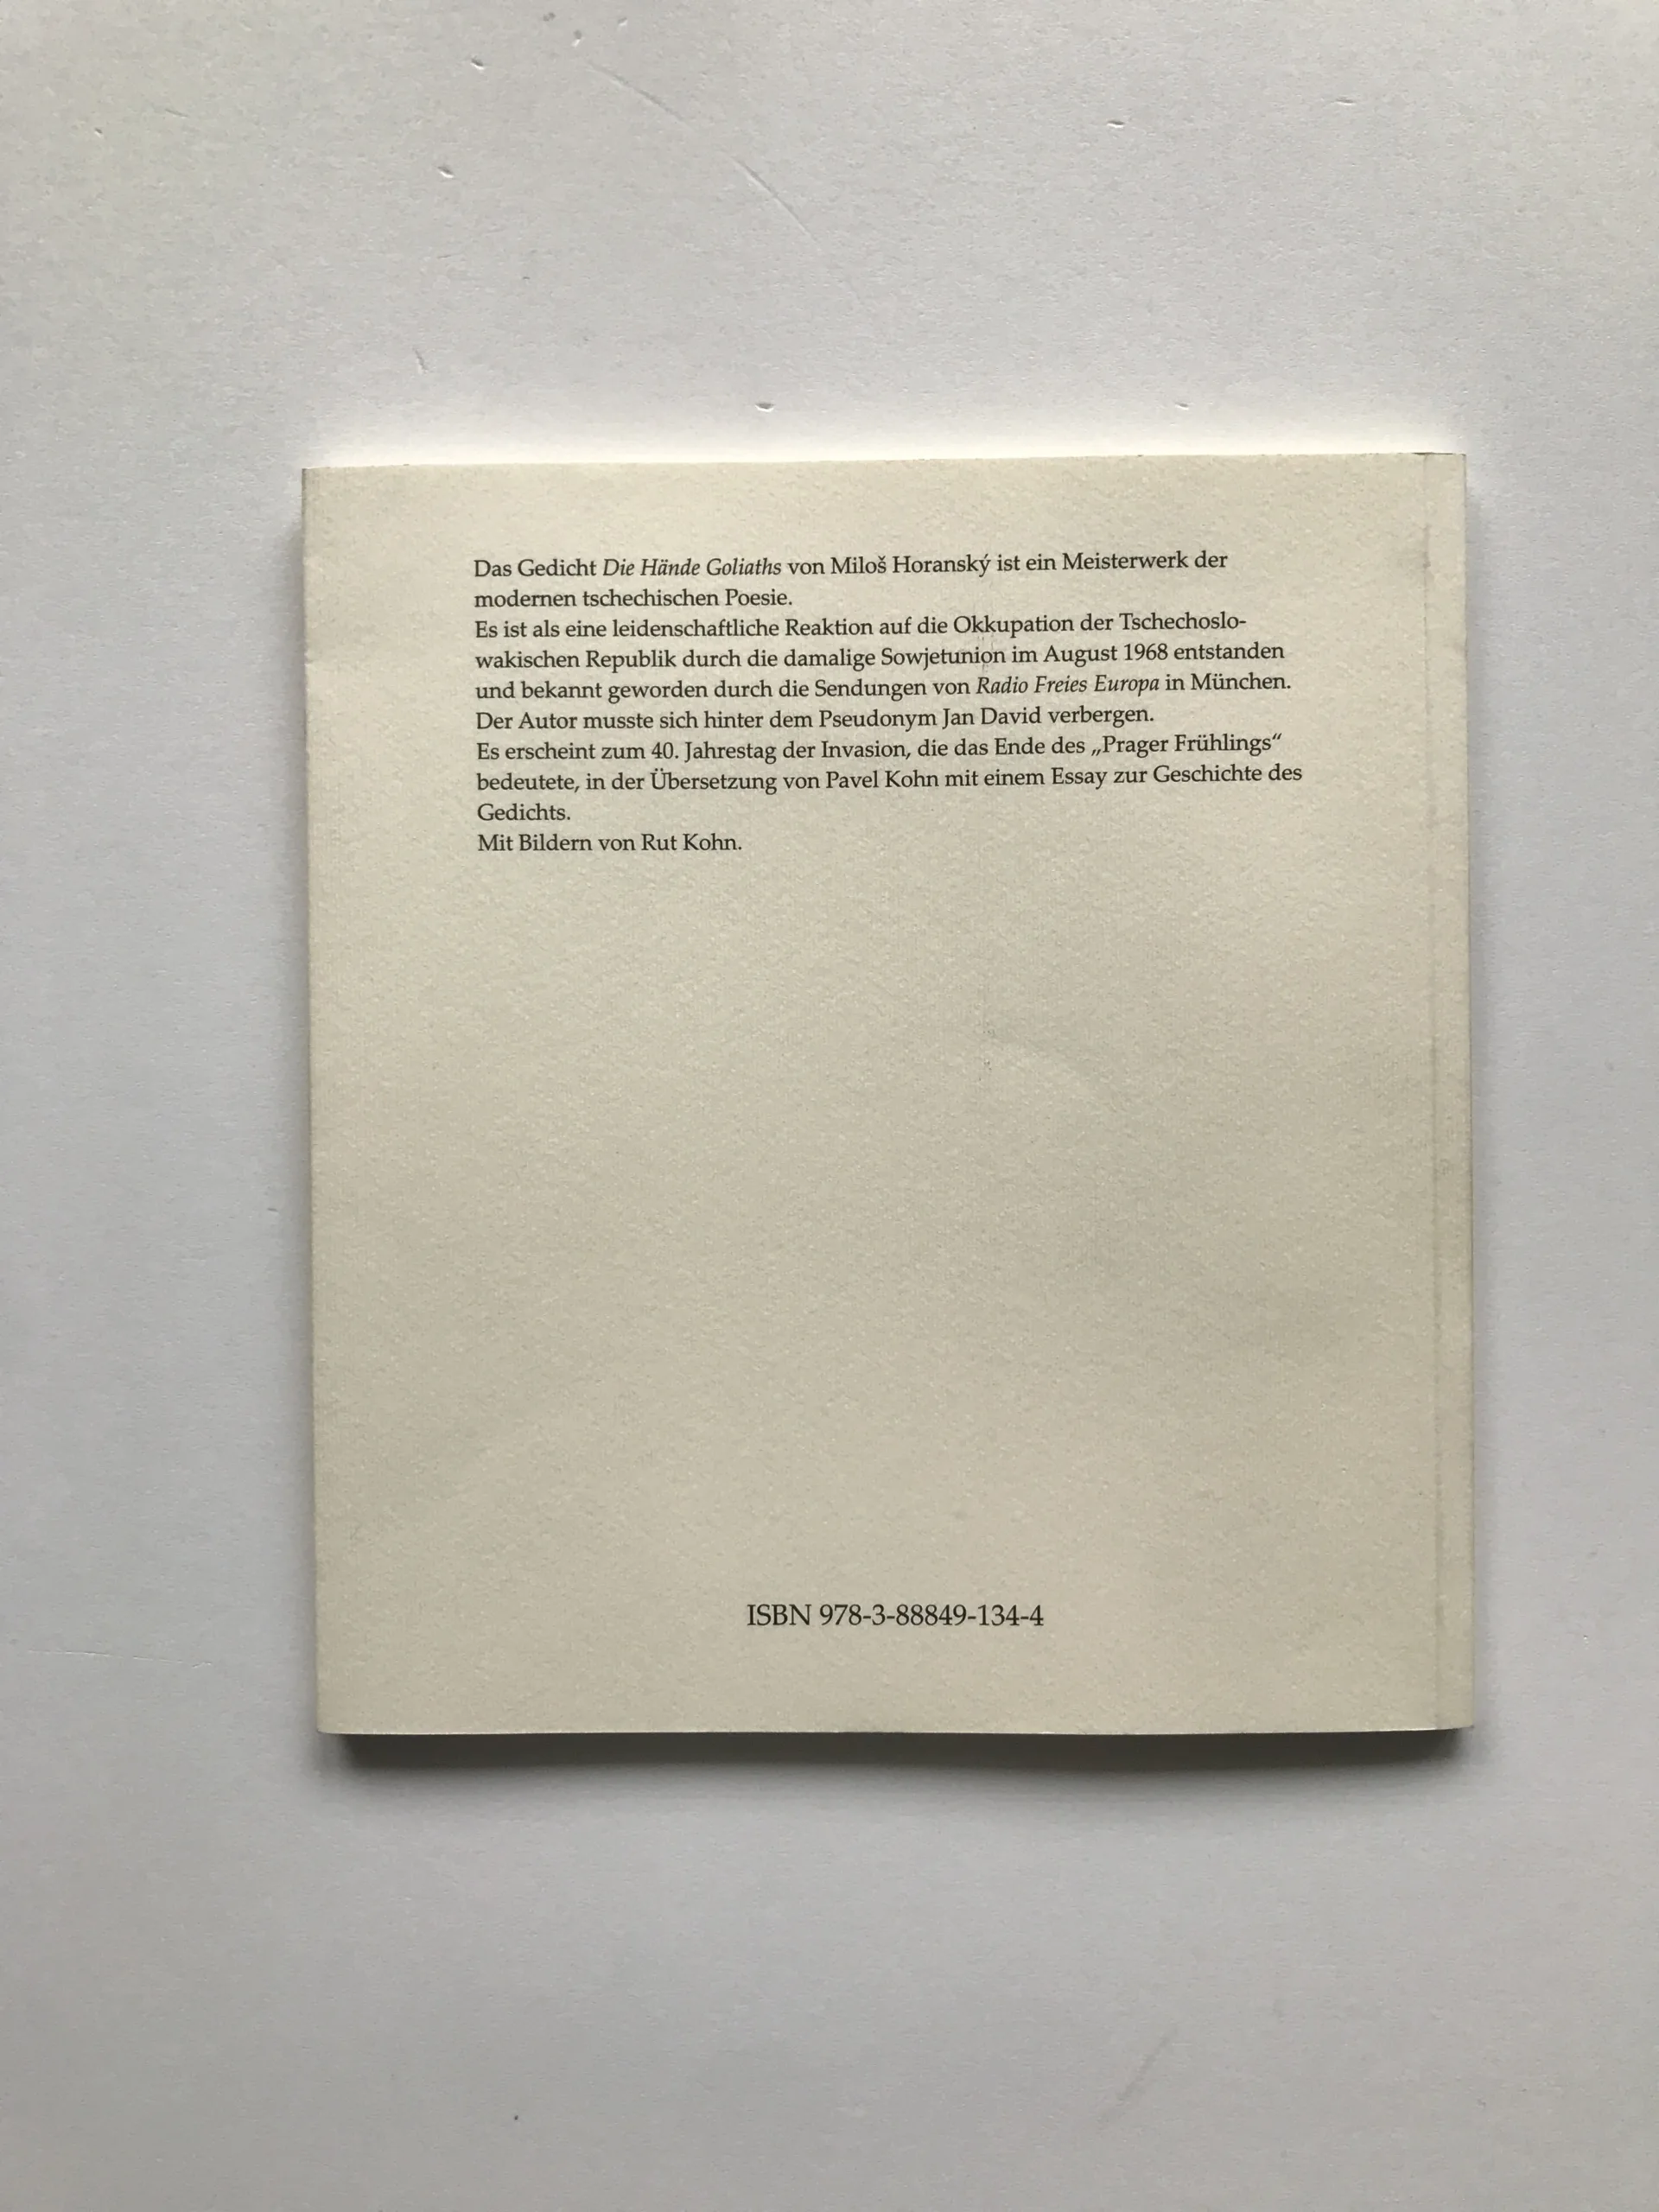 Das Gedicht Die Hände Goliaths von Miloš Horanský ist ein Meisterwerk der
modernen tschechischen Poesie.
Es ist als eine leidenschaftliche Reaktion auf die Okkupation der Tschechoslo-
wakischen Republik durch die damalige Sowjetunion im August 1968 entstanden
und bekannt geworden durch die Sendungen von Radio Freies Europa in München.
Der Autor musste sich hinter dem Pseudonym Jan David verbergen.
Es erscheint zum 40. Jahrestag der Invasion, die das Ende des „Prager Frühlings“
bedeutete, in der Übersetzung von Pavel Kohn mit einem Essay zur Geschichte des
Gedichts.
Mit Bildern von Rut Kohn.
ISBN 978-3-88849-134-4